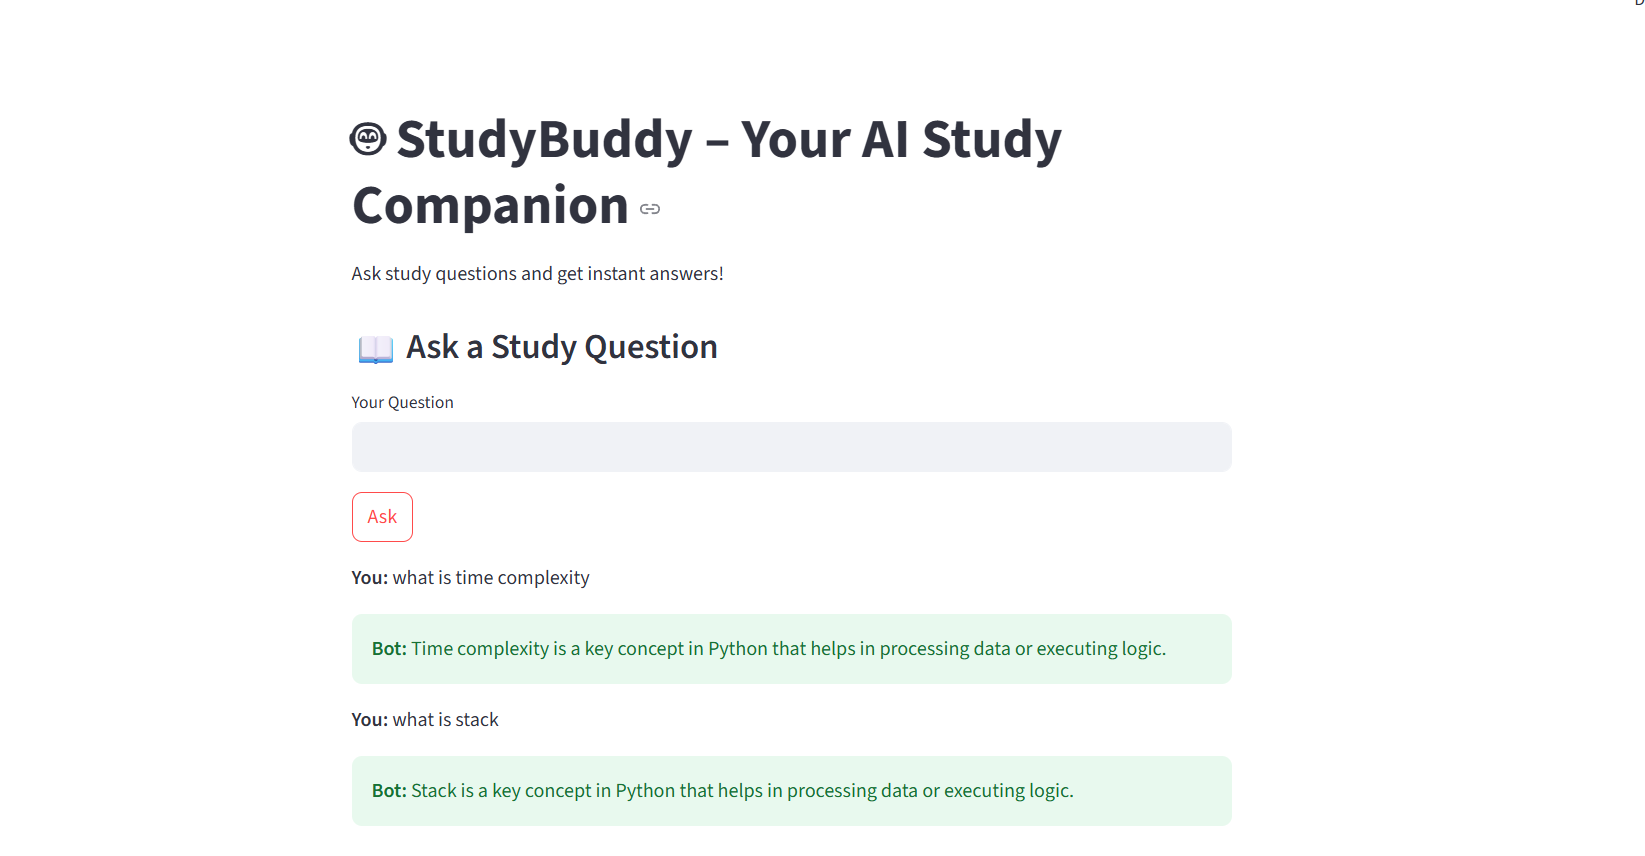 StudyBuddy – Your AI Study
Companion
Ask study questions and get instant answers!
Ask a Study Question
Your Question
Ask
You: what is time complexity
Bot: Time complexity is a key concept in Python that helps in processing data or executing logic.
You: what is stack
Bot: Stack is a key concept in Python that helps in processing data or executing logic.